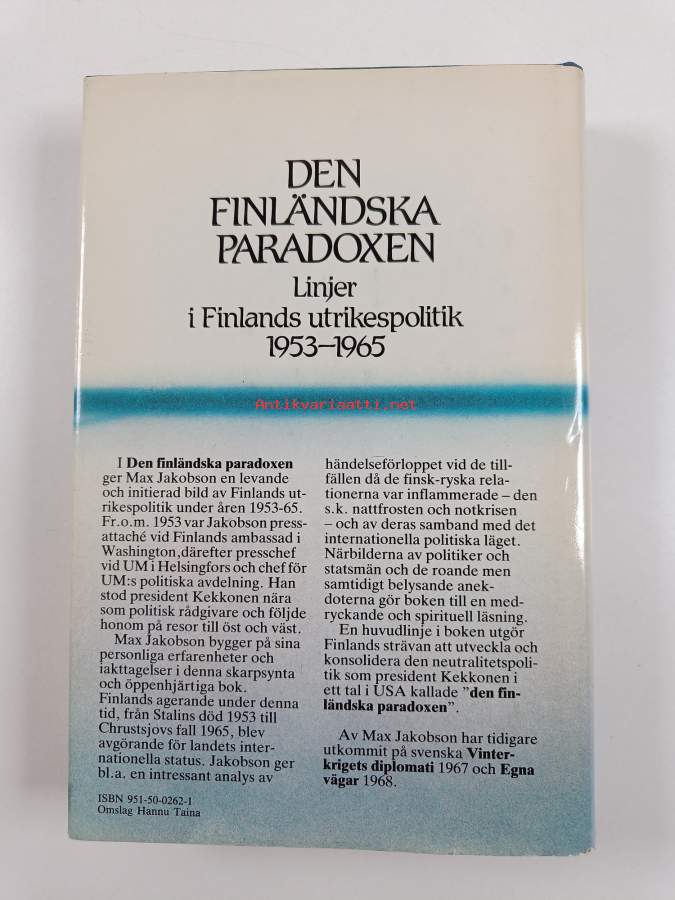 DEN
FINLÄNDSKA
PARADOXEN
Linjer
i Finlands utrikespolitik
1953–1965
Antikvariaatti.net
I Den finländska paradoxen
ger Max Jakobson en levande
och initierad bild av Finlands ut-
rikespolitik under åren 1953-65.
Fr.o.m. 1953 var Jakobson press-
attaché vid Finlands ambassad i
Washington,därefter presschef
vid UM i Helsingfors och chef för
UM:s politiska avdelning. Han
stod president Kekkonen nära
som politisk rådgivare och följde
honom på resor till öst och väst.
Max Jakobson bygger på sina
personliga erfarenheter och
iakttagelser i denna skarpsynta
och öppenhjärtiga bok.
Finlands agerande under denna
tid, från Stalins död 1953 till
Chrustsjovs fall 1965, blev
avgörande för landets inter-
nationella status. Jakobson ger
bl.a. en intressant analys av
händelseförloppet vid de till-
fällen då de finsk-ryska rela-
tionerna var inflammerade – den
s.k. nattfrosten och notkrisen
– och av deras samband med det
internationella politiska läget.
Närbilderna av politiker och
statsmän och de roande men
samtidigt belysande anek-
doterna gör boken till en med-
ryckande och spirituell läsning.
En huvudlinje i boken utgör
Finlands strävan att utveckla och
konsolidera den neutralitetspoli-
tik som president Kekkonen i
ett tal i USA kallade "den fin-
ländska paradoxen".
Av Max Jakobson har tidigare
utkommit på svenska Vinter-
krigets diplomati 1967 och Egna
vägar 1968.
ISBN 951-50-0262-1
Omslag Hannu Taina